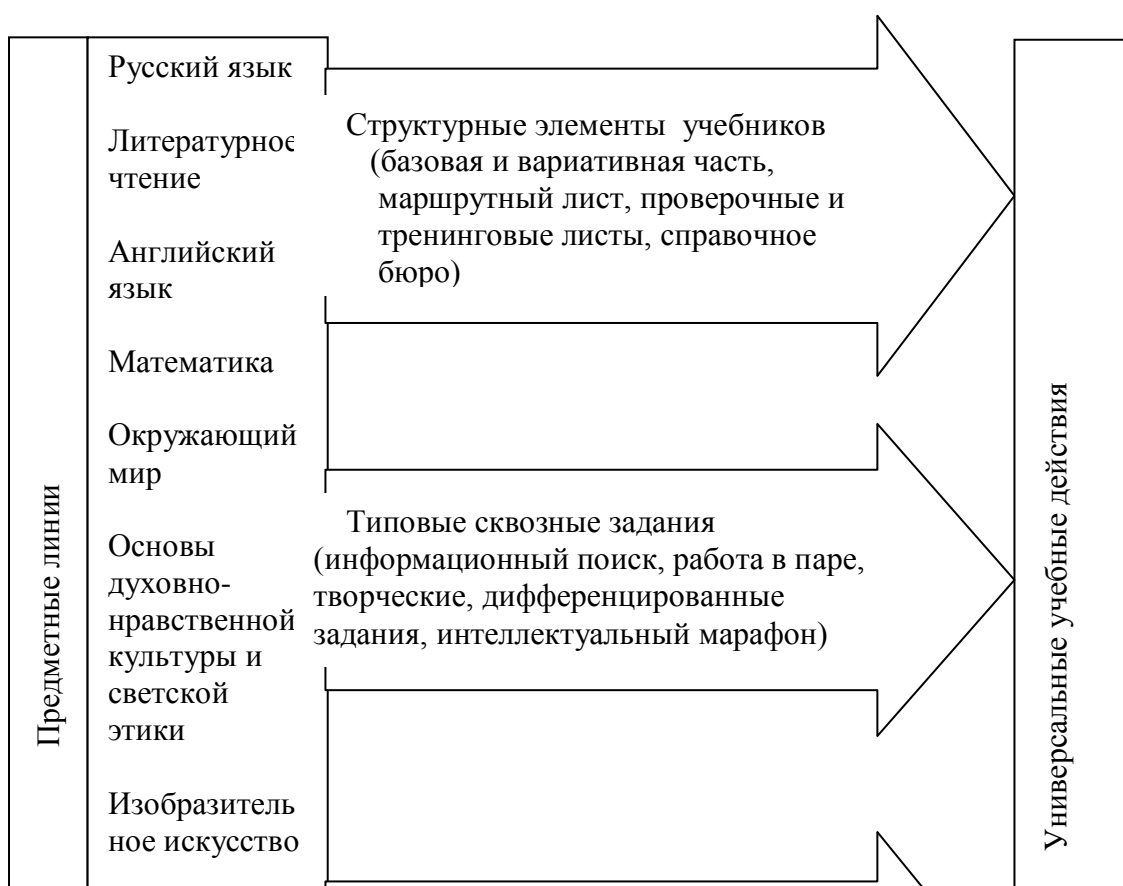 Предметные линии
Русский язык
Литературное
чтение
Английский
язык
Математика
Окружающий
мир
Основы
духовно-
нравственной
культуры и
светской
этики
Изобразитель
ное искусство
Структурные элементы учебников
(базовая и вариативная часть,
маршрутный лист, проверочные и
тренинговые листы, справочное
бюро)
Типовые сквозные задания
(информационный поиск, работа в паре,
творческие, дифференцированные
задания, интеллектуальный марафон)
Универсальные учебные действия